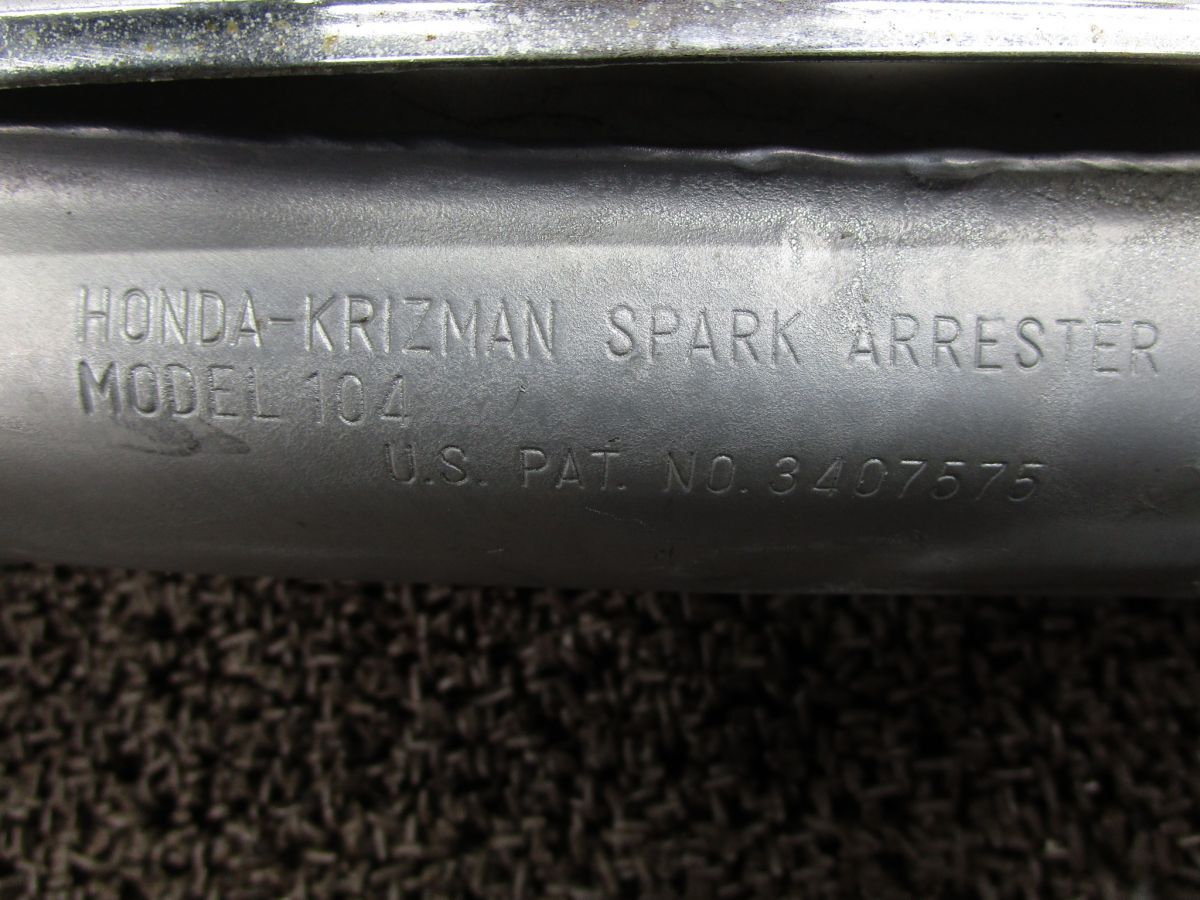 HONDA-KRIZMAN SPARK ARRESTER
MODEL 104
U.S. PAT. NO. 3407575